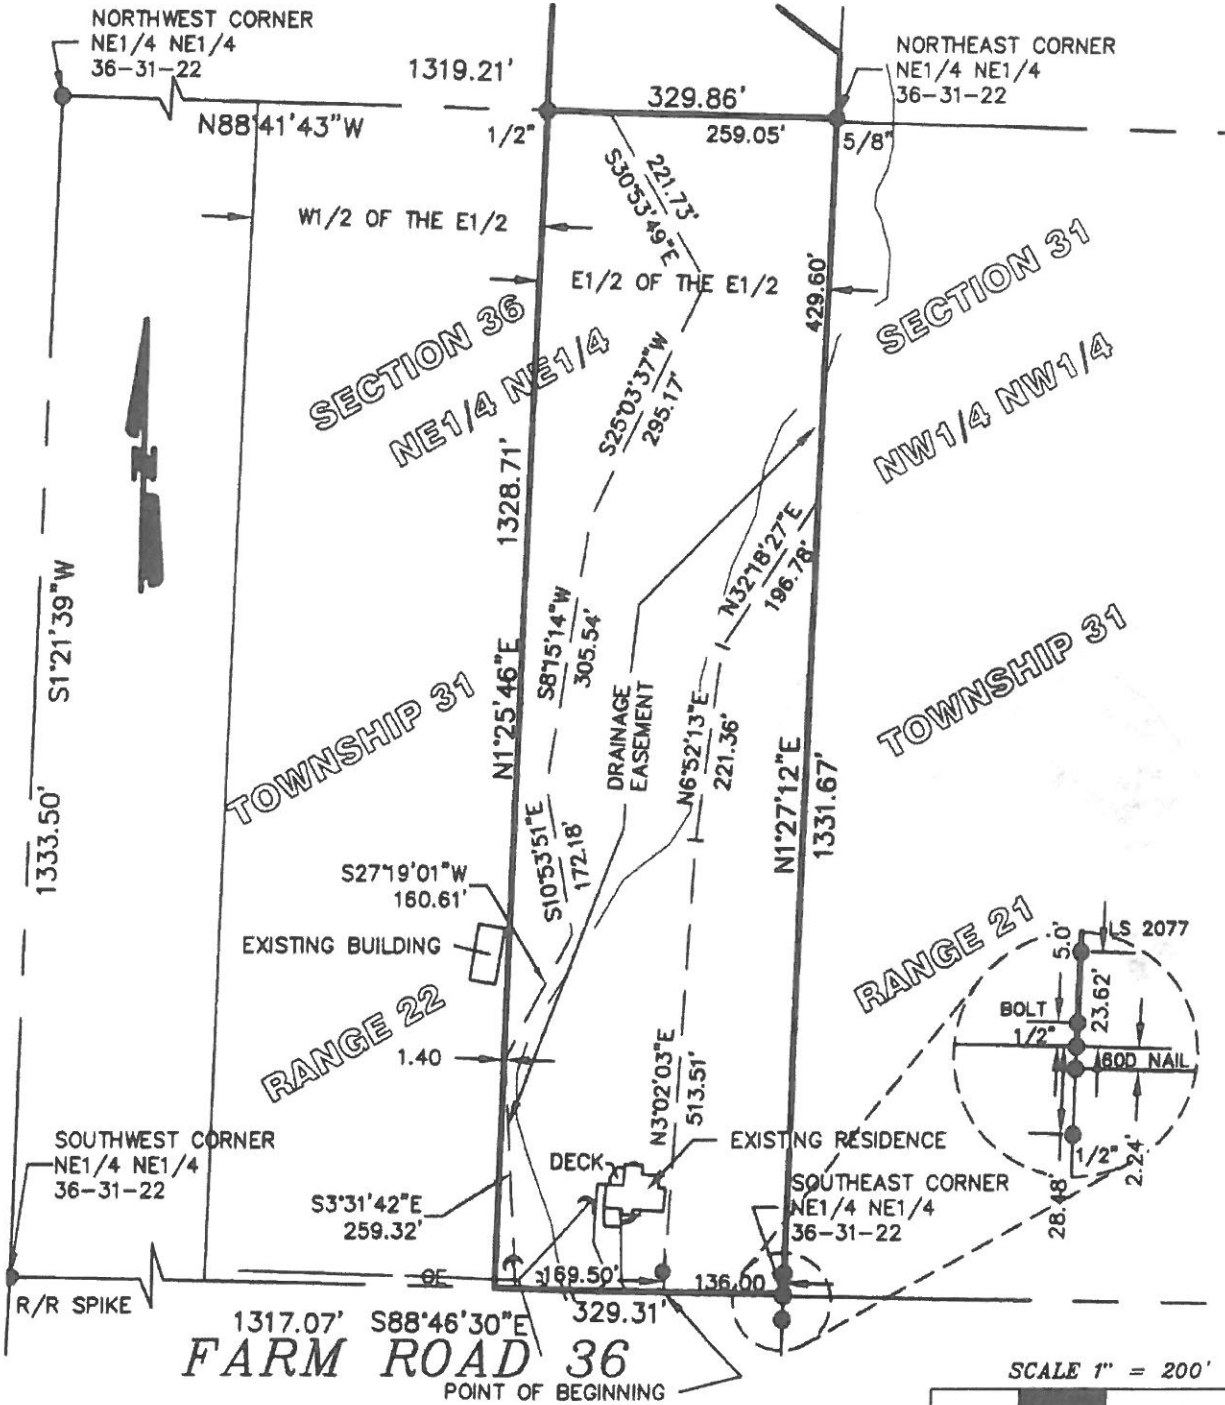 NORTHWEST CORNER
NE1/4 NE1/4
36-31-22
1319.21'
329.86'
NORTHEAST CORNER
NE1/4 NE1/4
36-31-22
N88°41'43"W
1/2"
259.05'
5/8"
221.73'
S30°53'49"E
W1/2 OF THE E1/2
E1/2 OF THE E1/2
429.60'
SECTION 36
NE1/4 NE1/4
SECTION 31
NW1/4 NW1/4
S25°03'37"W
295.17'
1328.71'
N1°25'46"E
N32°18'27"E
196.78'
S1°21'39"W
1333.50'
S8°15'14"W
305.54'
DRAINAGE
EASEMENT
N6°52'13"E
221.36'
N1°27'12"E
1331.67'
TOWNSHIP 31
TOWNSHIP 31
S10°53'51"E
172.18'
S27°19'01"W
160.61'
EXISTING BUILDING
RANGE 22
RANGE 21
1.40
LS 2077
5.0'
23.62'
BOLT
1/2"
60D NAIL
1/2"
2.24'
28.48'
N3°02'03"E
513.51'
EXISTING RESIDENCE
DECK
SOUTHWEST CORNER
NE1/4 NE1/4
36-31-22
SOUTHEAST CORNER
NE1/4 NE1/4
36-31-22
S3°31'42"E
259.32'
R/R SPIKE
OE
169.50'
136.00
1317.07' S88°46'30"E
329.31'
FARM ROAD 36
POINT OF BEGINNING
SCALE 1" = 200'